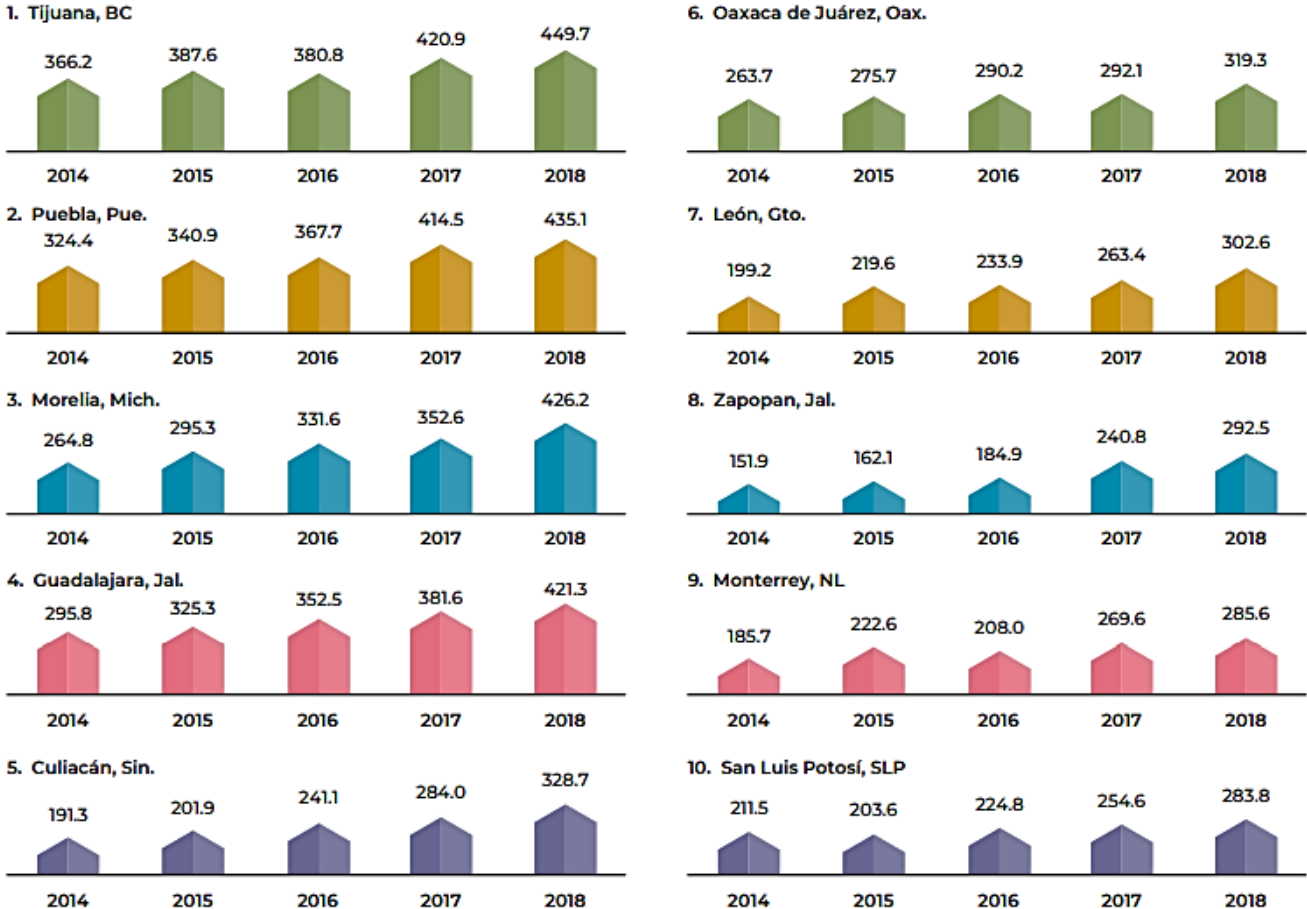 1. Tijuana, BC
366.2 387.6 380.8 420.9 449.7
2014 2015 2016 2017 2018
2. Puebla, Pue.
324.4 340.9 367.7 414.5 435.1
2014 2015 2016 2017 2018
3. Morelia, Mich.
264.8 295.3 331.6 352.6 426.2
2014 2015 2016 2017 2018
4. Guadalajara, Jal.
295.8 325.3 352.5 381.6 421.3
2014 2015 2016 2017 2018
5. Culiacán, Sin.
191.3 201.9 241.1 284.0 328.7
2014 2015 2016 2017 2018
6. Oaxaca de Juárez, Oax.
263.7 275.7 290.2 292.1 319.3
2014 2015 2016 2017 2018
7. León, Gto.
199.2 219.6 233.9 263.4 302.6
2014 2015 2016 2017 2018
8. Zapopan, Jal.
151.9 162.1 184.9 240.8 292.5
2014 2015 2016 2017 2018
9. Monterrey, NL
185.7 222.6 208.0 269.6 285.6
2014 2015 2016 2017 2018
10. San Luis Potosí, SLP
211.5 203.6 224.8 254.6 283.8
2014 2015 2016 2017 2018